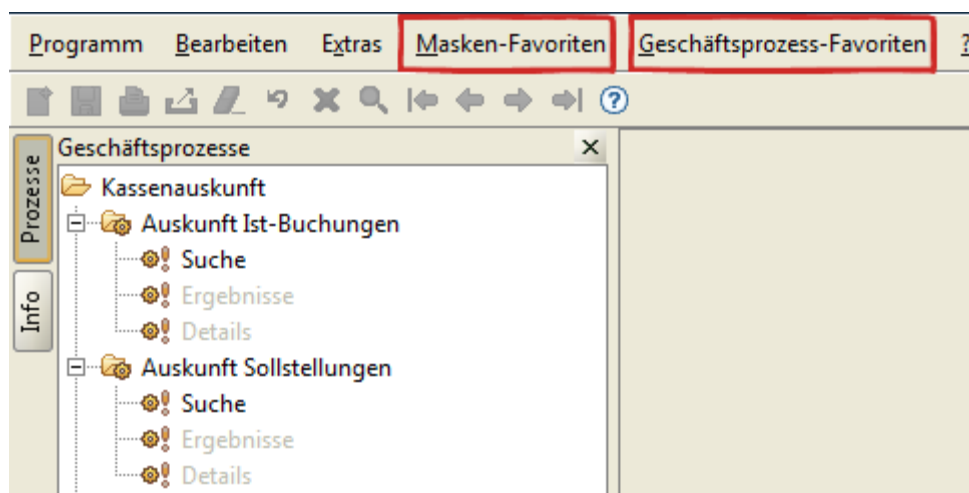 Programm Bearbeiten Extras Masken-Favoriten Geschäftsprozess-Favoriten ?
?
Prozesse
Info
Geschäftsprozesse
Kassenauskunft
Auskunft Ist-Buchungen
Suche
Ergebnisse
Details
Auskunft Sollstellungen
Suche
Ergebnisse
Details